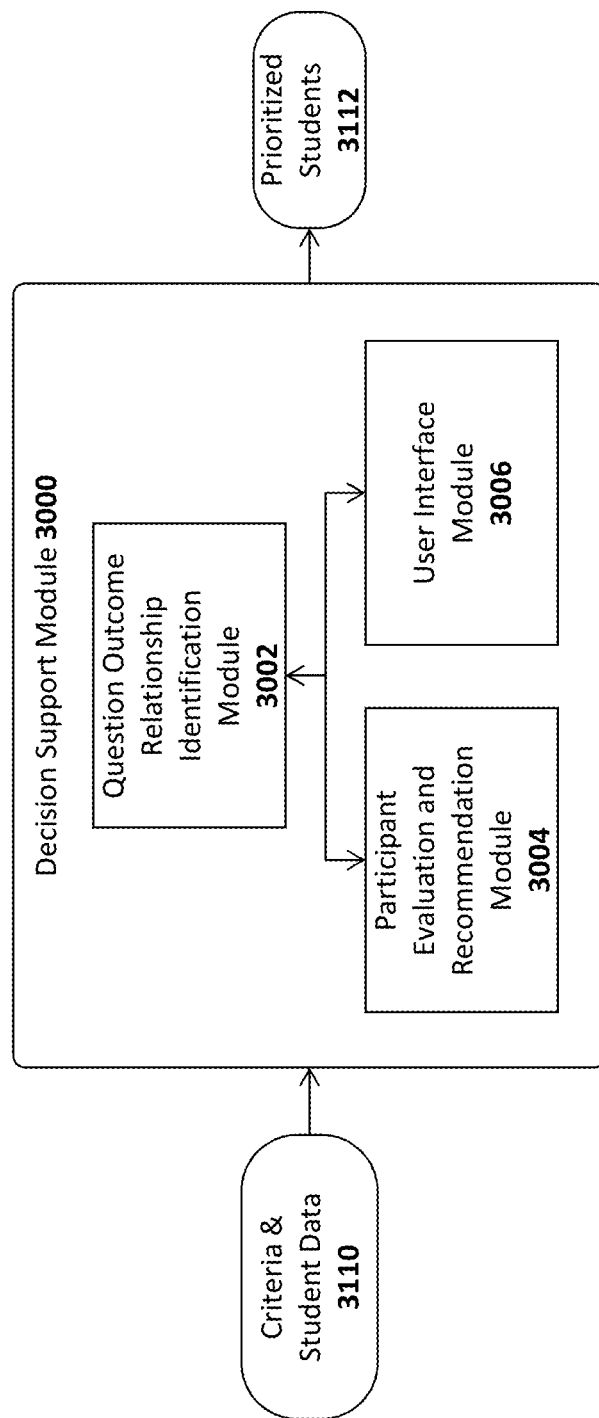 Criteria &
Student Data
3110
Decision Support Module 3000
Question Outcome
Relationship
Identification
Module
3002
Participant
Evaluation and
Recommendation
Module
3004
User Interface
Module
3006
Prioritized
Students
3112